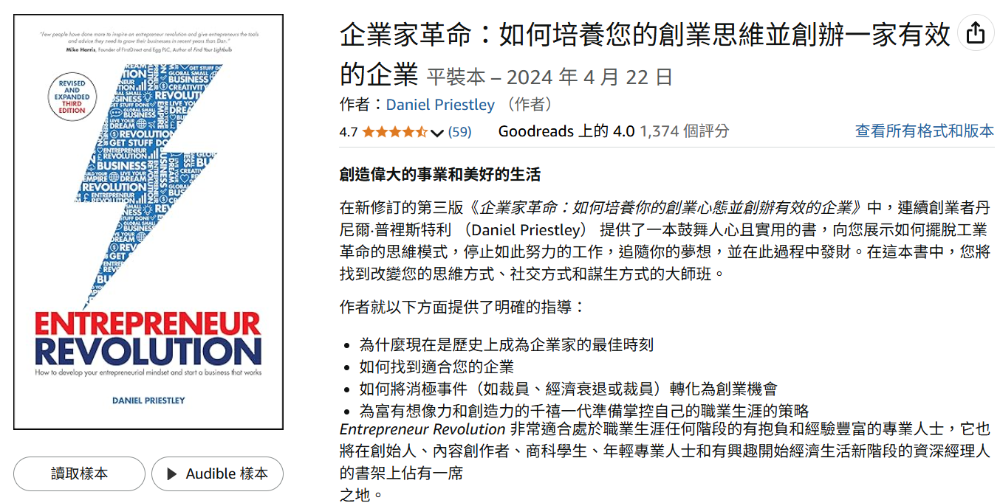 "Few people have done more to inspire an entrepreneur revolution and give entrepreneurs the tools
and advice they need to grow their businesses in recent years than Dan."
Mike Harris, Founder of FirstDirect and Egg PLC, Author of Find Your Lightbulb
REVISED
AND
EXPANDED
THIRD
EDITION
ENTREPRENEUR
REVOLUTION
How to develop your entrepreneurial mindset and start a business that works
DANIEL PRIESTLEY
讀取樣本
Audible 樣本
企業家革命：如何培養您的創業思維並創辦一家有效
的企業 平裝本 – 2024 年 4 月 22 日
作者：Daniel Priestley （作者）
4.7 (59) Goodreads 上的 4.0 1,374 個評分 查看所有格式和版本
創造偉大的事業和美好的生活
在新修訂的第三版《企業家革命：如何培養你的創業心態並創辦有效的企業》中，連續創業者丹
尼爾·普裡斯特利 （Daniel Priestley） 提供了一本鼓舞人心且實用的書，向您展示如何擺脫工業
革命的思維模式，停止如此努力的工作，追隨你的夢想，並在此過程中發財。在這本書中，您將
找到改變您的思維方式、社交方式和謀生方式的大師班。
作者就以下方面提供了明確的指導：
• 為什麼現在是歷史上成為企業家的最佳時刻
• 如何找到適合您的企業
• 如何將消極事件（如裁員、經濟衰退或裁員）轉化為創業機會
• 為富有想像力和創造力的千禧一代準備掌控自己的職業生涯的策略
Entrepreneur Revolution 非常適合處於職業生涯任何階段的有抱負和經驗豐富的專業人士，它也
將在創始人、內容創作者、商科學生、年輕專業人士和有興趣開始經濟生活新階段的資深經理人
的書架上佔有一席
之地。